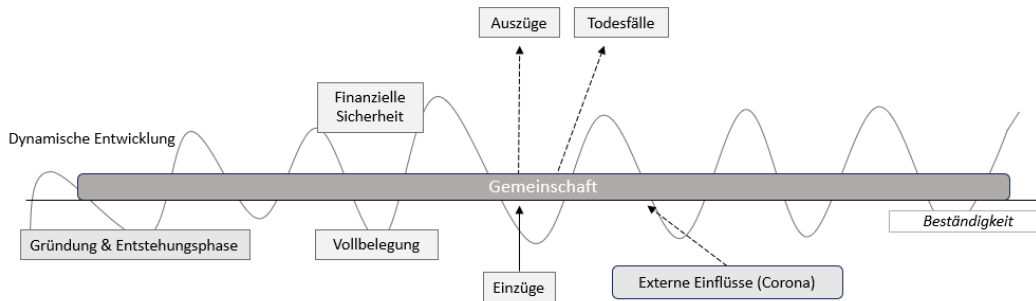 Auszüge
Todesfälle
Finanzielle
Sicherheit
Dynamische Entwicklung
Gemeinschaft
Beständigkeit
Gründung & Entstehungsphase
Vollbelegung
Einzüge
Externe Einflüsse (Corona)